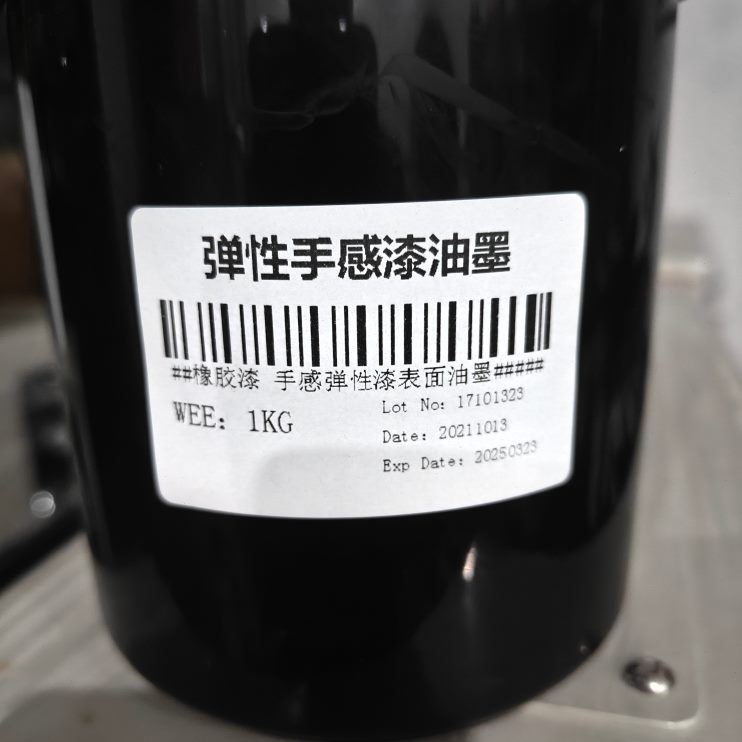 弹性手感漆油墨
##橡胶漆 手感弹性漆表面油墨#####
WEE: 1KG
Lot No: 17101323
Date: 20211013
Exp Date: 20250323